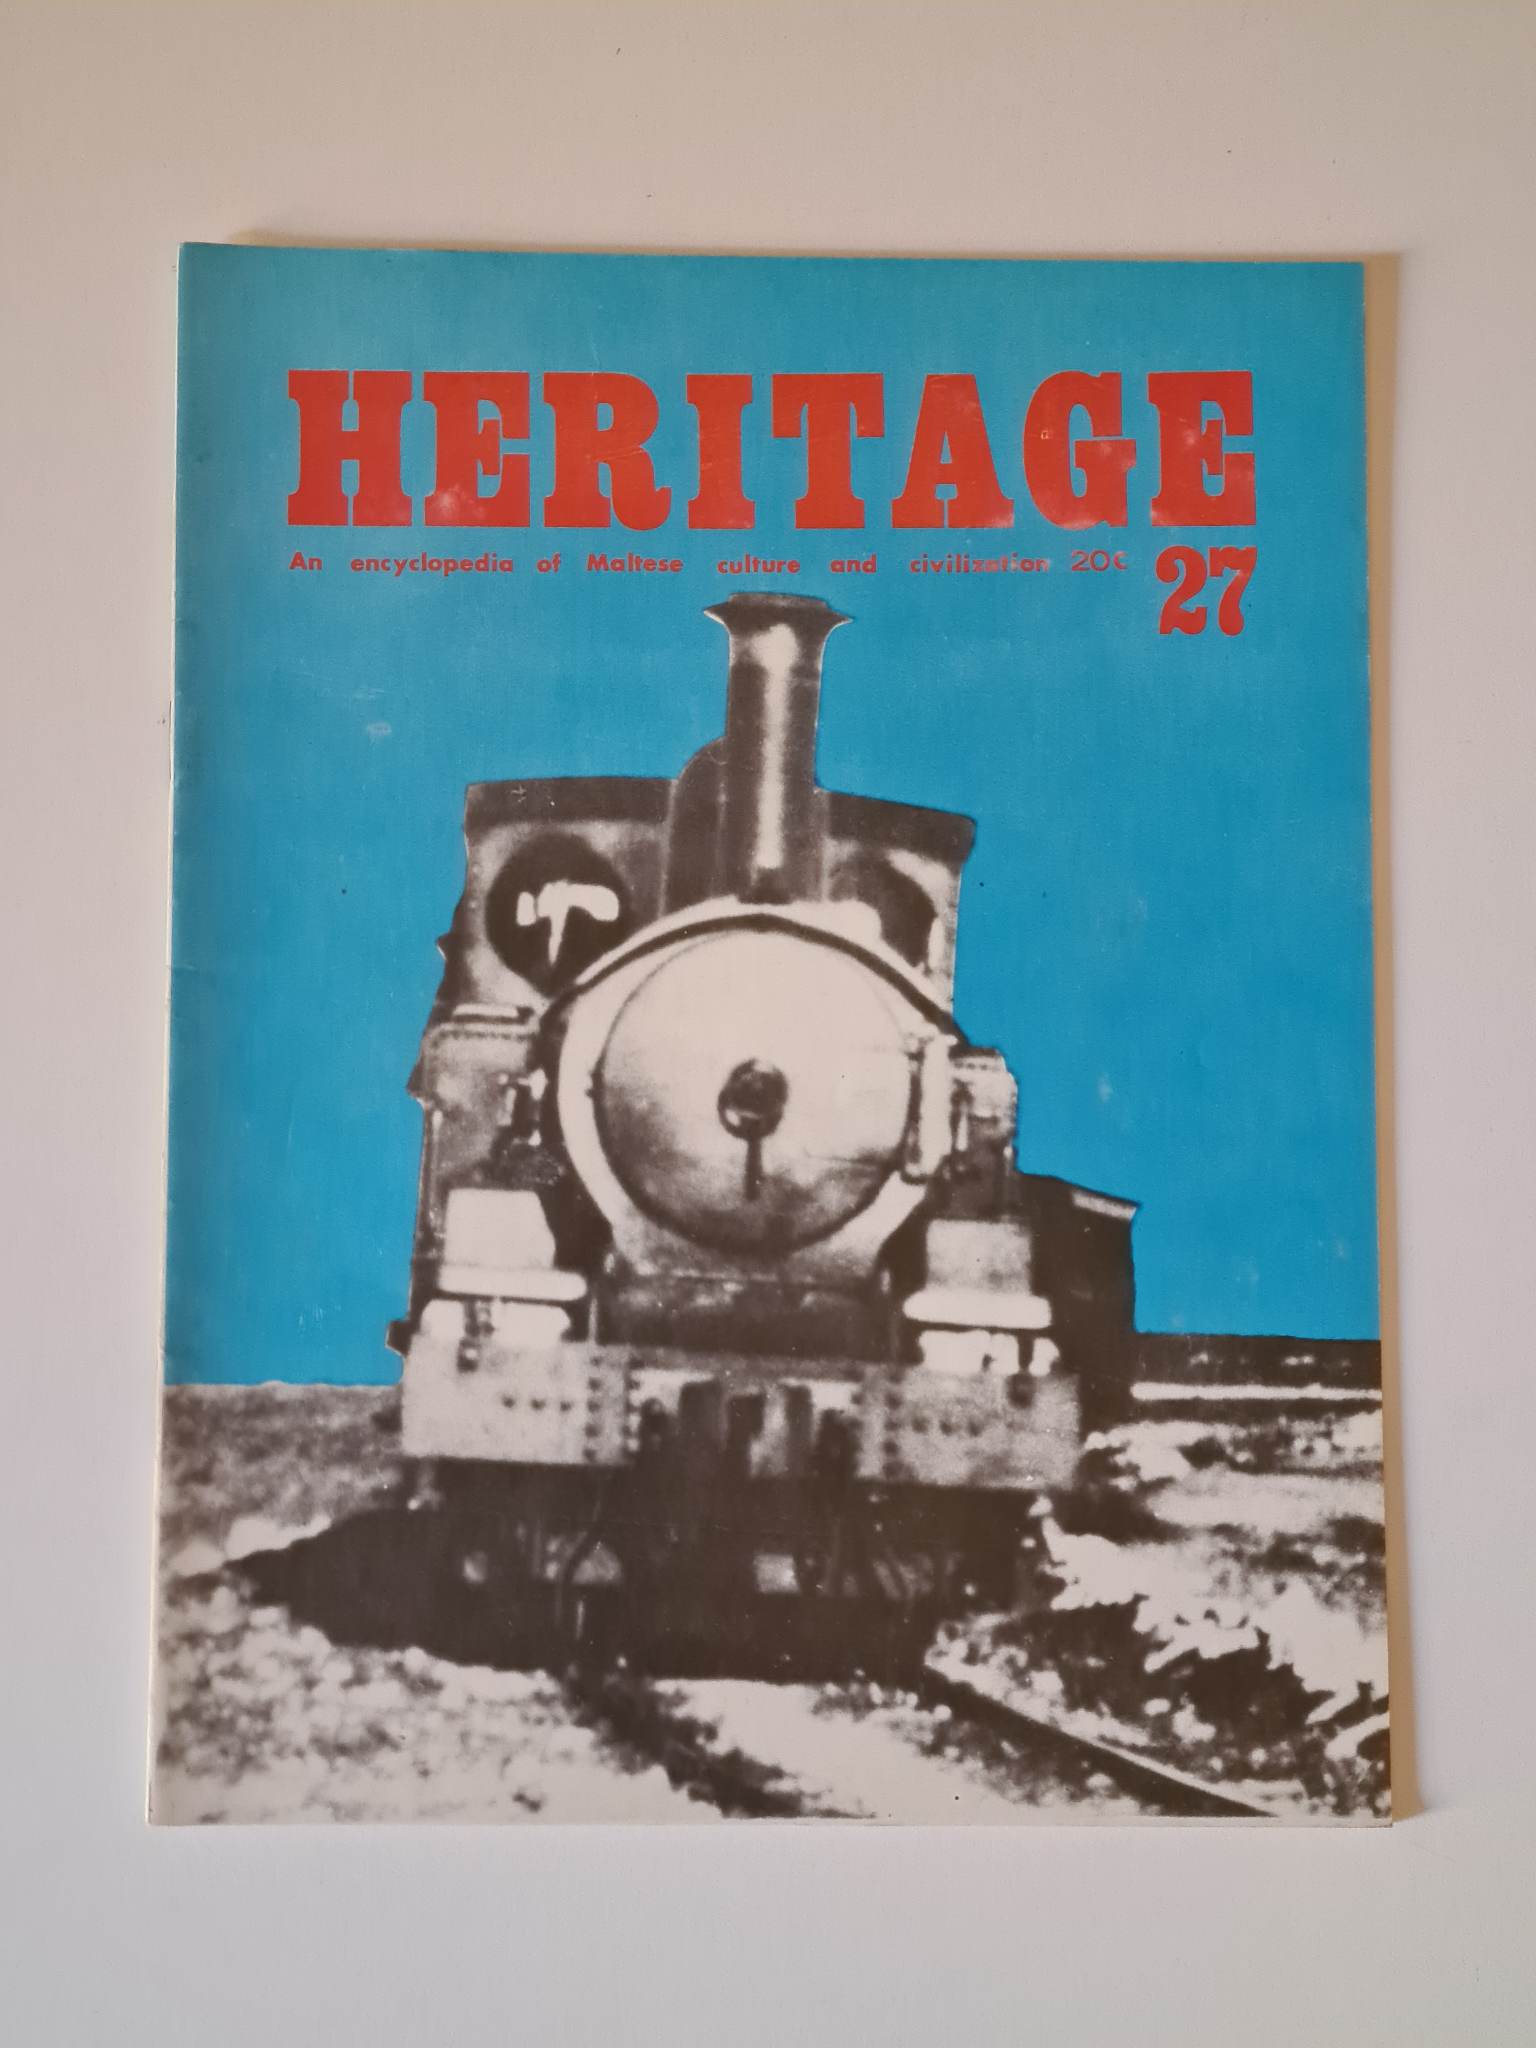 HERITAGE
An encyclopedia of Maltese culture and civilization 20c
27